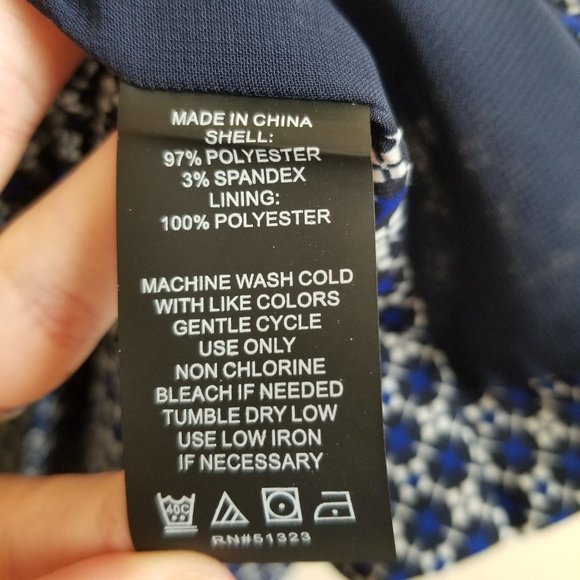 MADE IN CHINA
SHELL:
97% POLYESTER
3% SPANDEX
LINING:
100% POLYESTER
MACHINE WASH COLD
WITH LIKE COLORS
GENTLE CYCLE
USE ONLY
NON CHLORINE
BLEACH IF NEEDED
TUMBLE DRY LOW
USE LOW IRON
IF NECESSARY
40C
RN#51323